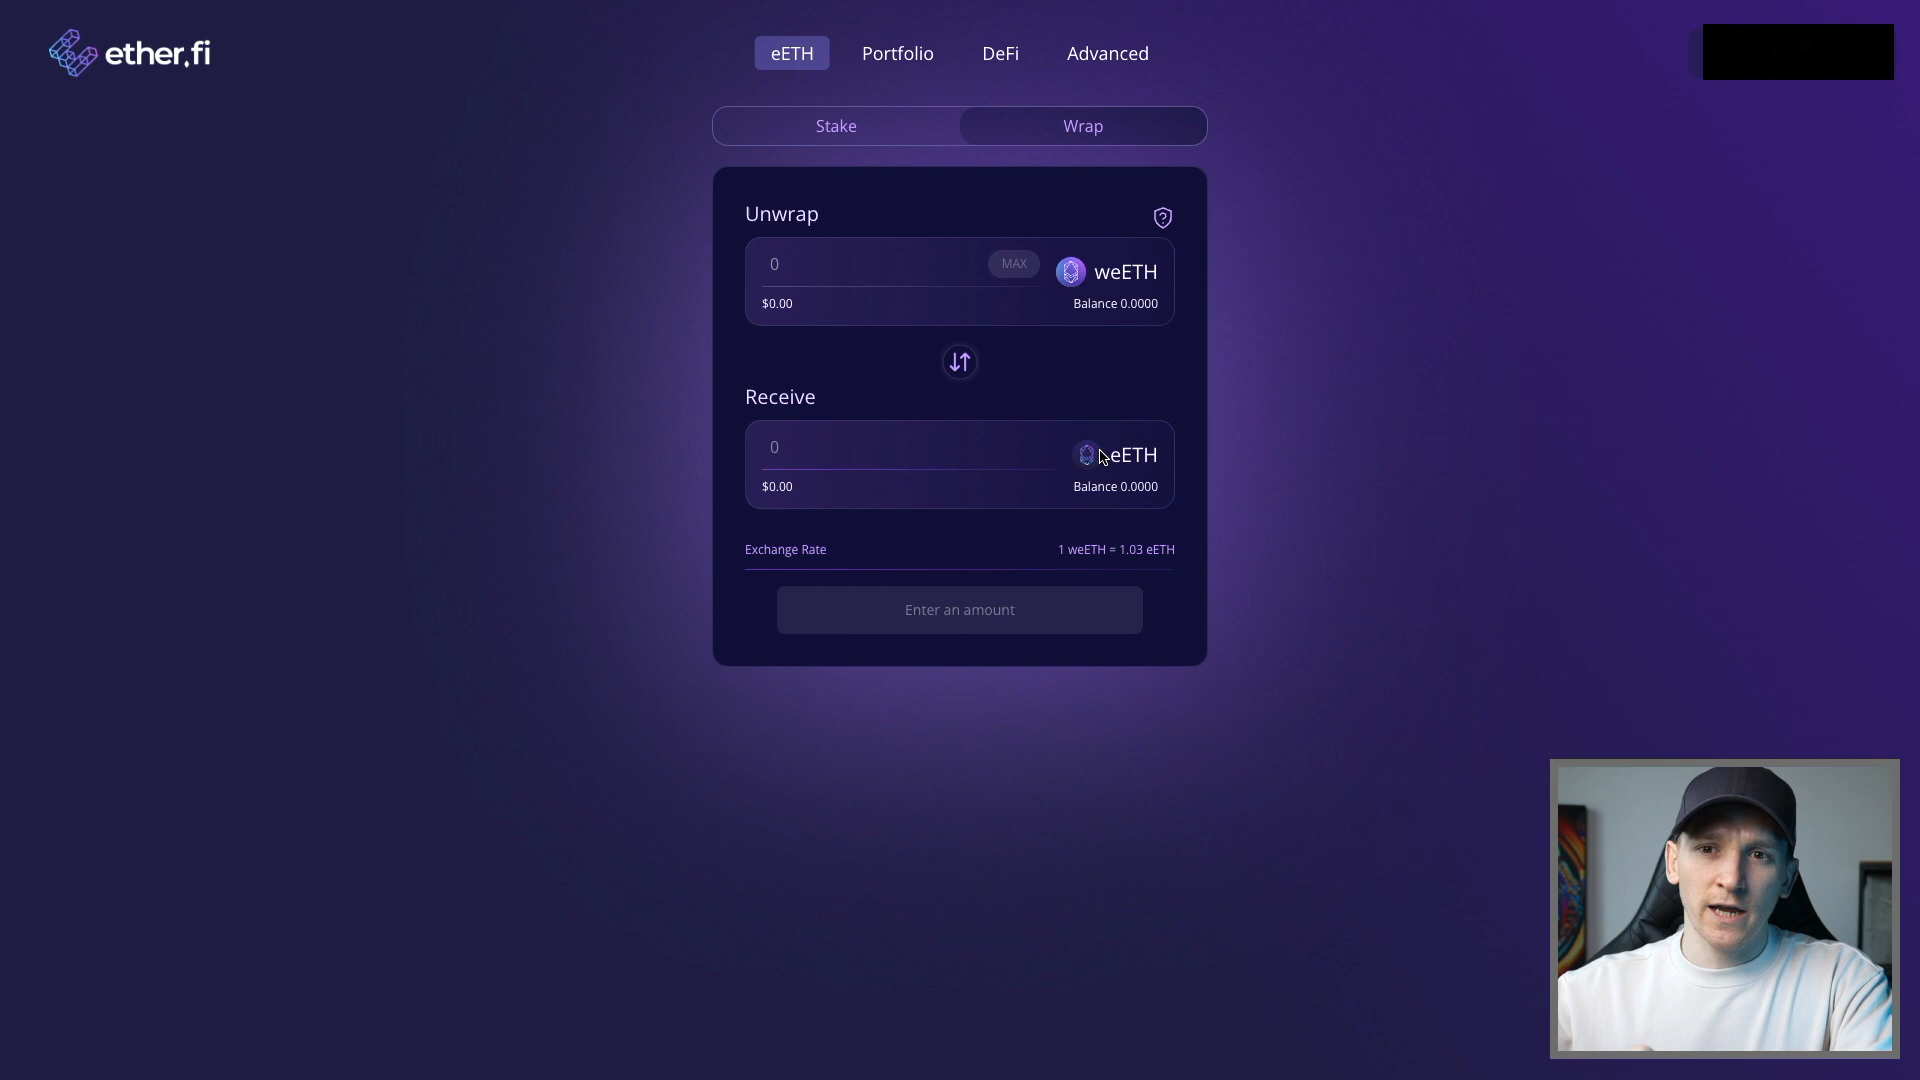 ether.fi
eETH Portfolio DeFi Advanced
Stake Wrap
Unwrap
0 MAX weETH
$0.00 Balance 0.0000
Receive
0 eETH
$0.00 Balance 0.0000
Exchange Rate 1 weETH = 1.03 eETH
Enter an amount